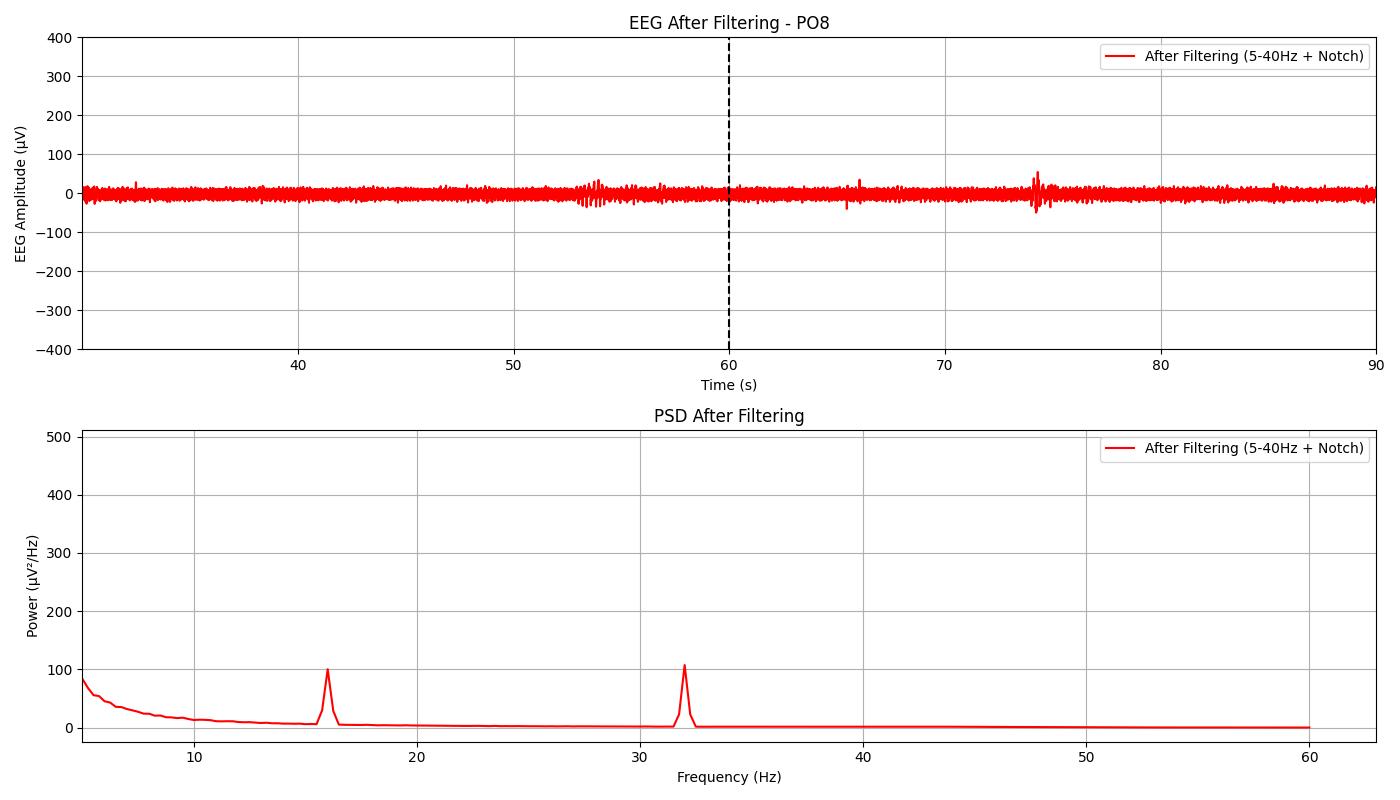 EEG After Filtering - PO8
After Filtering (5-40Hz + Notch)
EEG Amplitude (µV)
400
300
200
100
0
−100
−200
−300
−400
40 50 60 70 80 90
Time (s)
PSD After Filtering
After Filtering (5-40Hz + Notch)
Power (µV²/Hz)
500
400
300
200
100
0
10 20 30 40 50 60
Frequency (Hz)